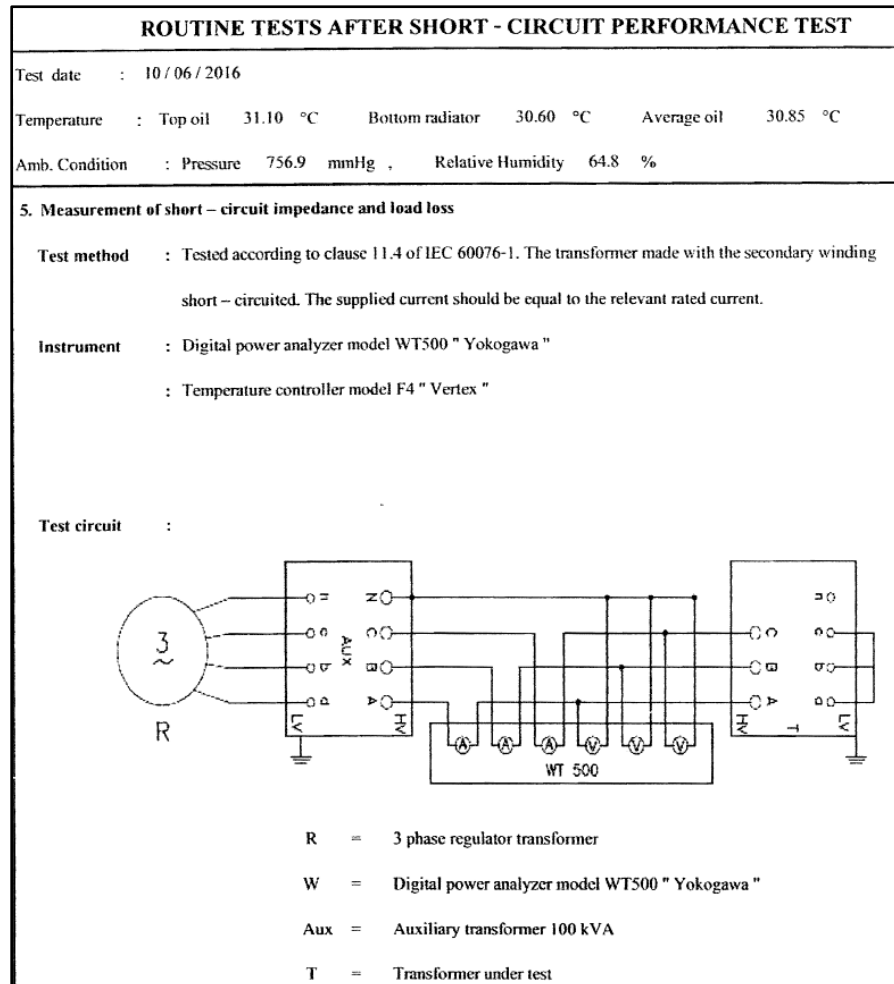 ROUTINE TESTS AFTER SHORT - CIRCUIT PERFORMANCE TEST
Test date : 10 / 06 / 2016
Temperature : Top oil 31.10 °C Bottom radiator 30.60 °C Average oil 30.85 °C
Amb. Condition : Pressure 756.9 mmHg , Relative Humidity 64.8 %
5. Measurement of short – circuit impedance and load loss
Test method : Tested according to clause 11.4 of IEC 60076-1. The transformer made with the secondary winding
short – circuited. The supplied current should be equal to the relevant rated current.
Instrument : Digital power analyzer model WT500 " Yokogawa "
: Temperature controller model F4 " Vertex "
Test circuit :
n N n
c C C c
3 AUX
~
b B B b
a A A a
R LV HV HV T LV
A A A V V V
WT 500
R = 3 phase regulator transformer
W = Digital power analyzer model WT500 " Yokogawa "
Aux = Auxiliary transformer 100 kVA
T = Transformer under test